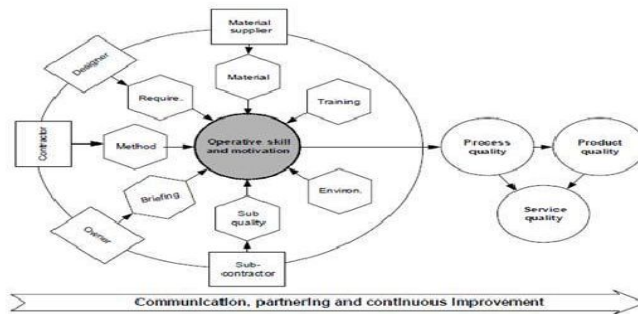 Material
supplier
Designer
Material
Require.
Training
Contractor
Method
Operative skill
and motivation
Process
quality
Product
quality
Briefing
Environ.
Sub
quality
Service
quality
Owner
Sub-
contractor
Communication, partnering and continuous improvement